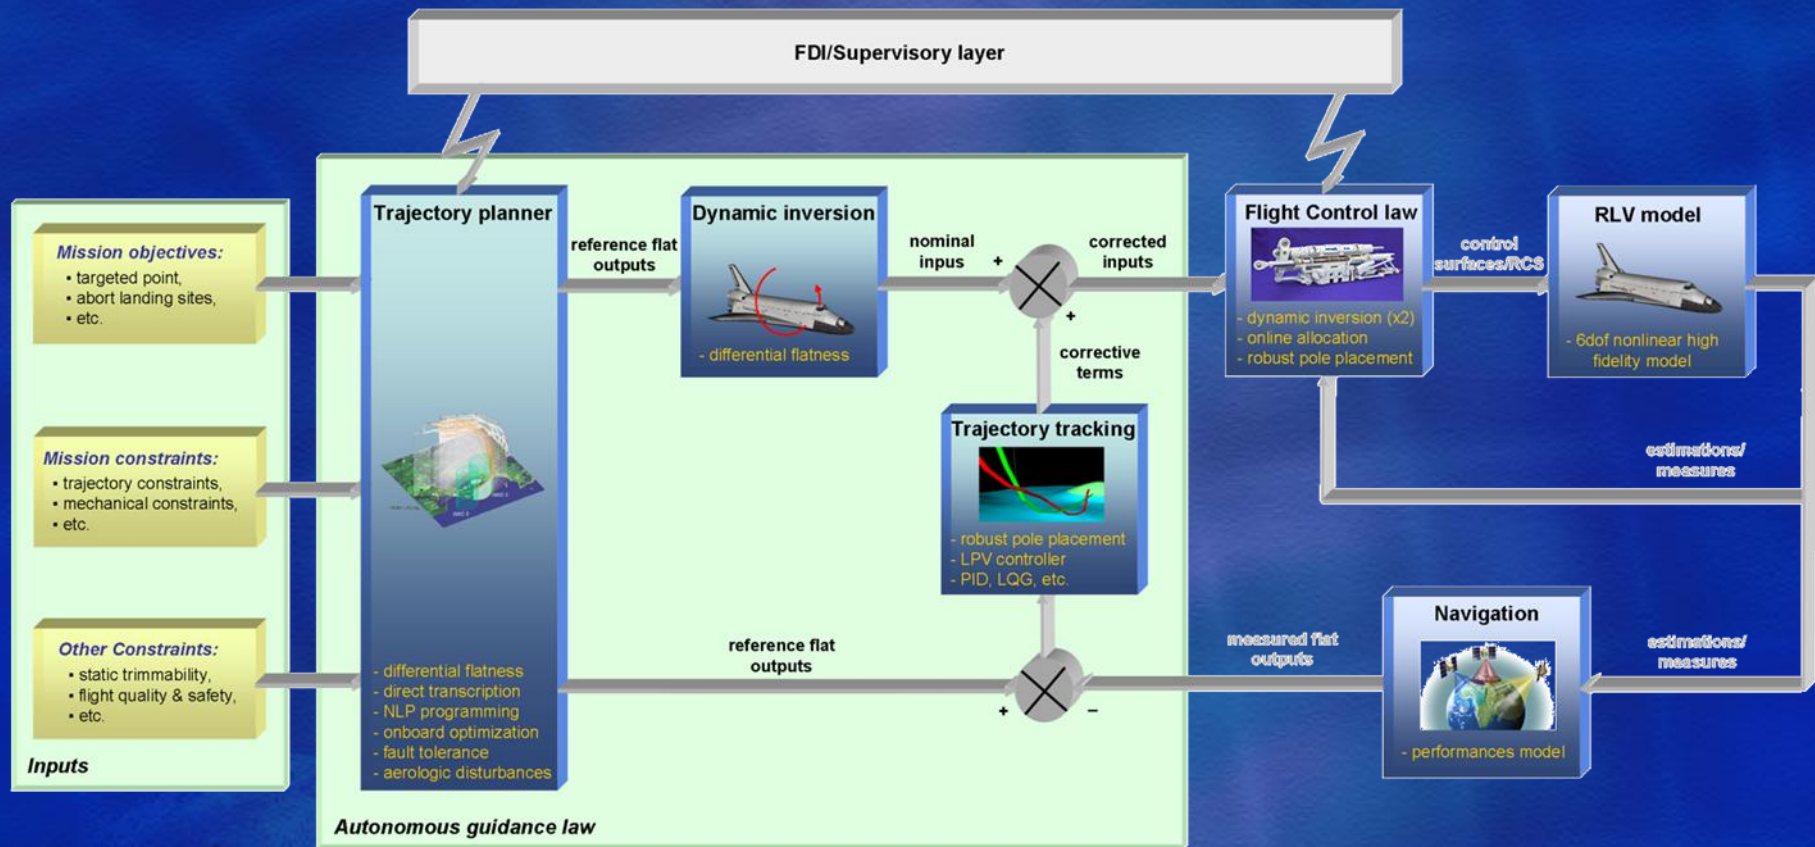 FDI/Supervisory layer
Mission objectives:
▪ targeted point,
▪ abort landing sites,
▪ etc.
Mission constraints:
▪ trajectory constraints,
▪ mechanical constraints,
▪ etc.
Other Constraints:
▪ static trimmability,
▪ flight quality & safety,
▪ etc.
Inputs
Trajectory planner
- differential flatness
- direct transcription
- NLP programming
- onboard optimization
- fault tolerance
- aerologic disturbances
reference flat
outputs
Dynamic inversion
- differential flatness
nominal
inpus
+
+
corrected
inputs
corrective
terms
Trajectory tracking
- robust pole placement
- LPV controller
- PID, LQG, etc.
reference flat
outputs
+
–
Autonomous guidance law
Flight Control law
- dynamic inversion (x2)
- online allocation
- robust pole placement
control
surfaces/RCS
RLV model
- 6dof nonlinear high
fidelity model
estimations/
measures
measured flat
outputs
Navigation
- performances model
estimations/
measures